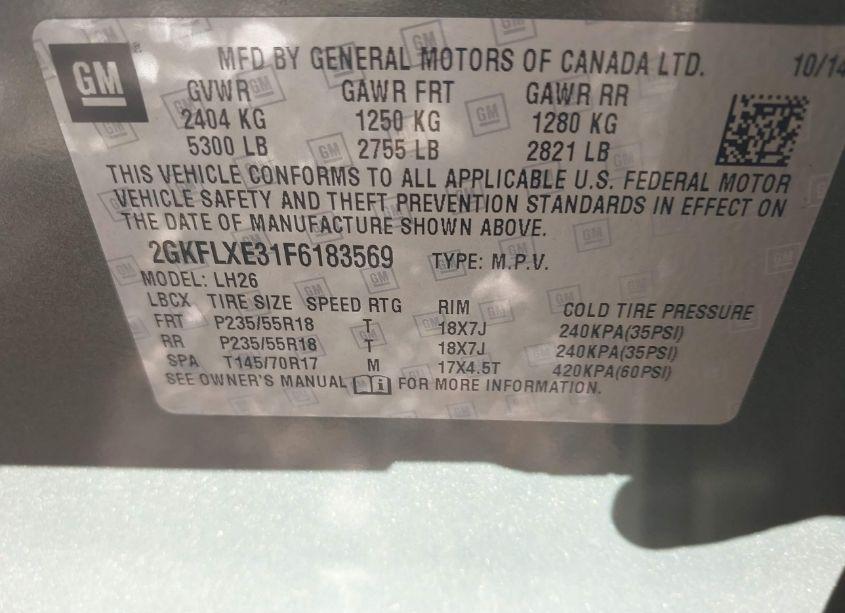 GM
MFD BY GENERAL MOTORS OF CANADA LTD. 10/14
GVWR GAWR FRT GAWR RR
2404 KG 1250 KG 1280 KG
5300 LB 2755 LB 2821 LB
THIS VEHICLE CONFORMS TO ALL APPLICABLE U.S. FEDERAL MOTOR
VEHICLE SAFETY AND THEFT PREVENTION STANDARDS IN EFFECT ON
THE DATE OF MANUFACTURE SHOWN ABOVE.
2GKFLXE31F6183569 TYPE: M.P.V.
MODEL: LH26
LBCX TIRE SIZE SPEED RTG RIM COLD TIRE PRESSURE
FRT P235/55R18 T 18X7J 240KPA(35PSI)
RR P235/55R18 T 18X7J 240KPA(35PSI)
SPA T145/70R17 M 17X4.5T 420KPA(60PSI)
SEE OWNER'S MANUAL FOR MORE INFORMATION.